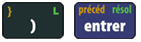 } L
)
précéd résol
entrer